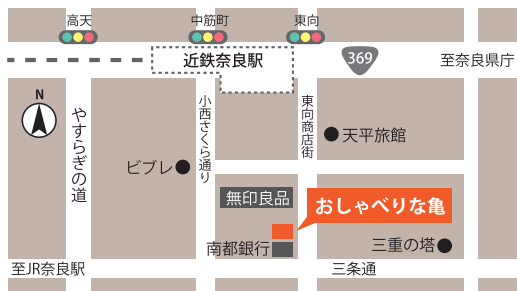 高天
中筋町
東向
近鉄奈良駅
369
至奈良県庁
N
やすらぎの道
小西さくら通り
東向商店街
天平旅館
ビブレ
無印良品
おしゃべりな亀
南都銀行
三重の塔
至JR奈良駅
三条通